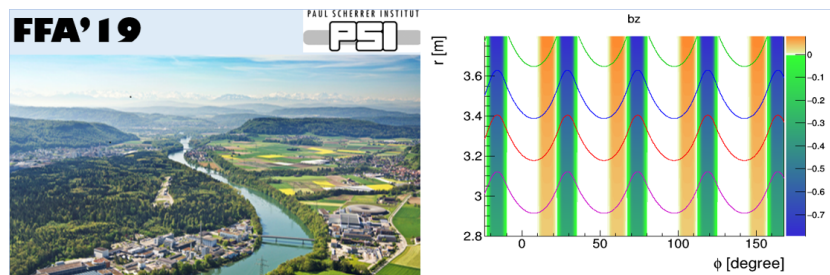 FFA'19
PAUL SCHERRER INSTITUT
PSI
bz
r [m]
3.6
3.4
3.2
3
2.8
0
50
100
150
ϕ [degree]
0
-0.1
-0.2
-0.3
-0.4
-0.5
-0.6
-0.7